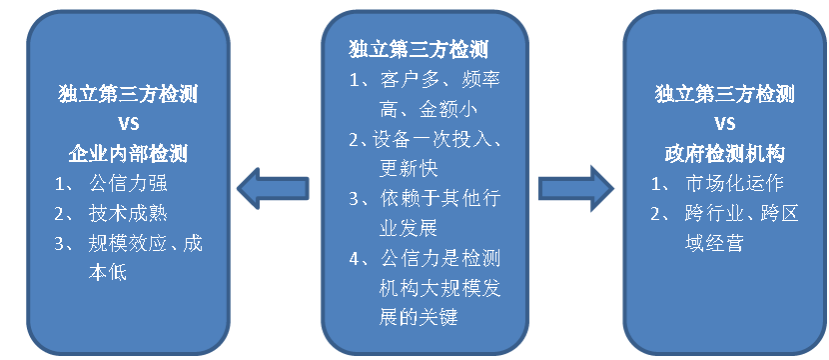 独立第三方检测
VS
企业内部检测
1、 公信力强
2、 技术成熟
3、 规模效应、成
本低
独立第三方检测
1、客户多、频率
高、金额小
2、设备一次投入、
更新快
3、依赖于其他行
业发展
4、公信力是检测
机构大规模发
展的关键
独立第三方检测
VS
政府检测机构
1、 市场化运作
2、 跨行业、跨区
域经营